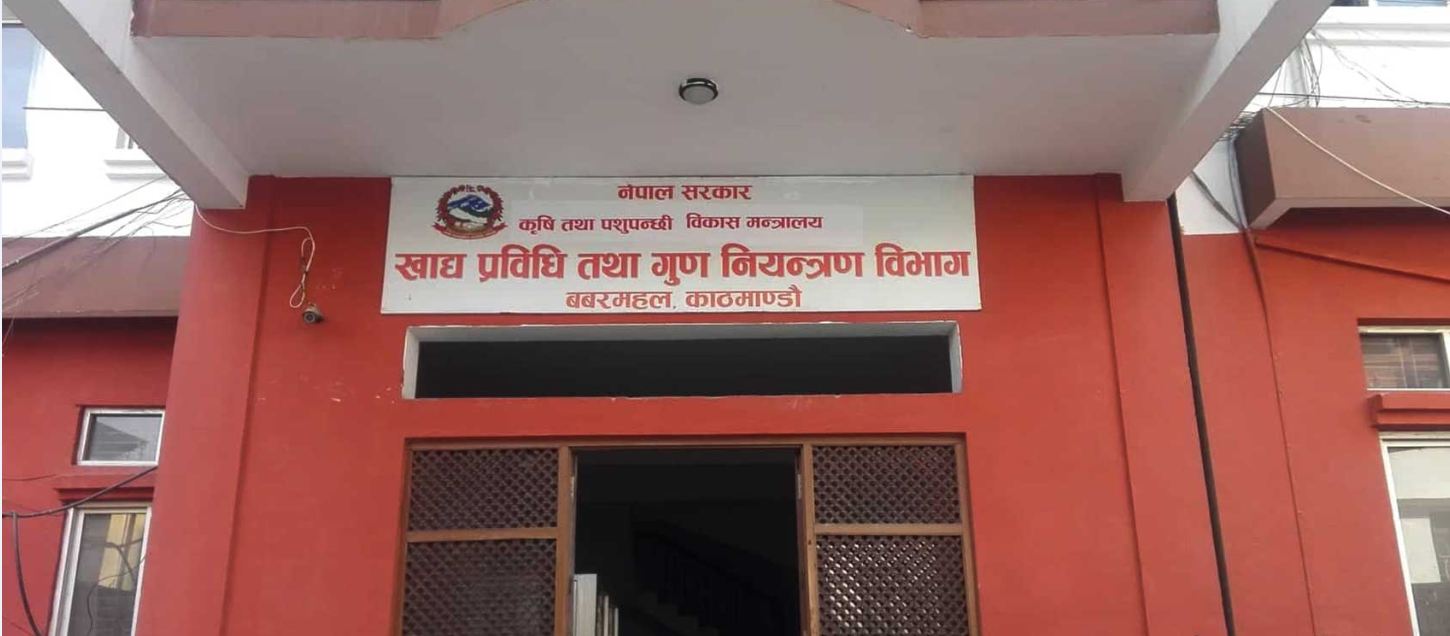 नेपाल सरकार
कृषि तथा पशुपन्छी विकास मन्त्रालय
खाद्य प्रविधि तथा गुण नियन्त्रण विभाग
बबरमहल, काठमाण्डौ